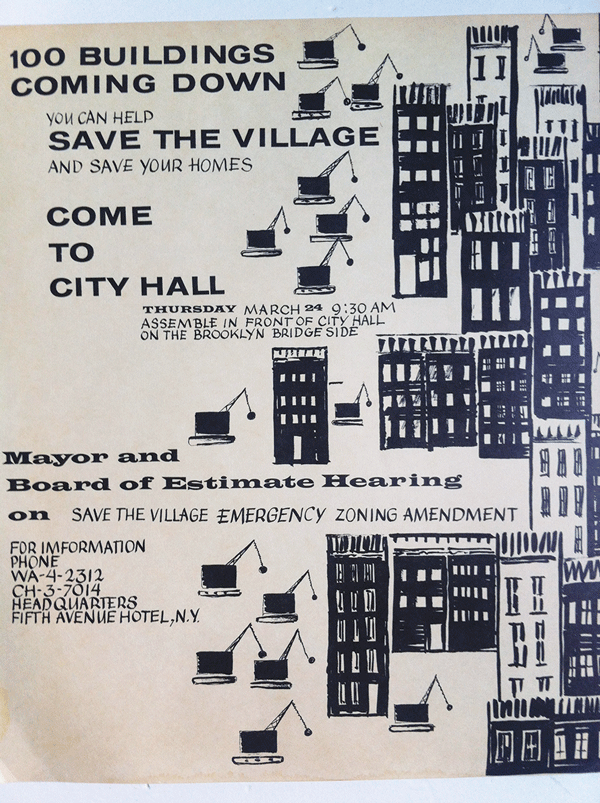 100 BUILDINGS
COMING DOWN
YOU CAN HELP
SAVE THE VILLAGE
AND SAVE YOUR HOMES
COME
TO
CITY HALL
THURSDAY MARCH 24 9:30 AM
ASSEMBLE IN FRONT OF CITY HALL
ON THE BROOKLYN BRIDGE SIDE
Mayor and
Board of Estimate Hearing
on SAVE THE VILLAGE EMERGENCY ZONING AMENDMENT
FOR IMFORMATION
PHONE
WA-4-2312
CH-3-7014
HEADQUARTERS
FIFTH AVENUE HOTEL, N.Y.